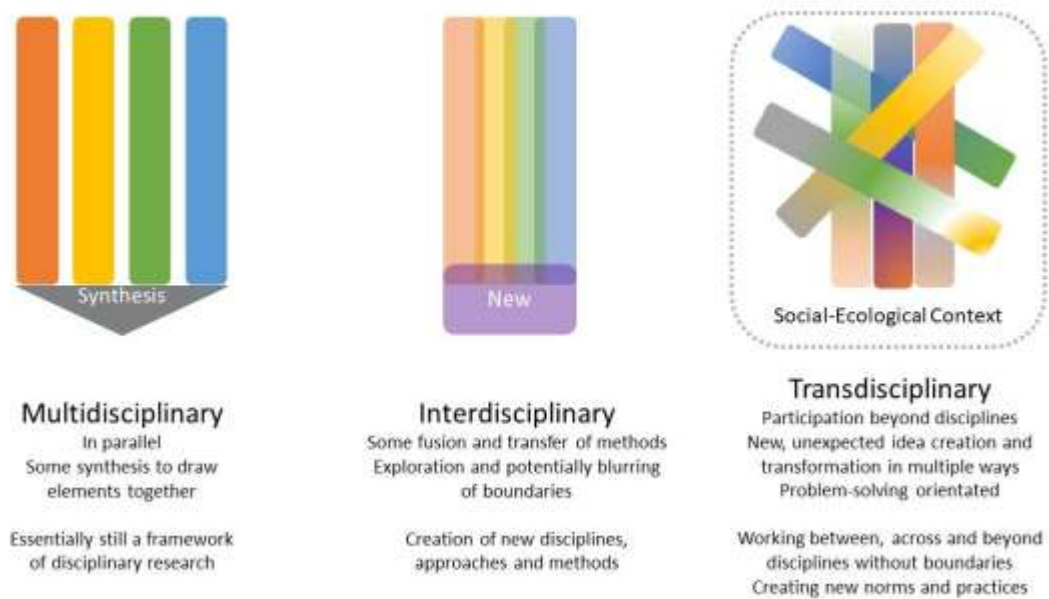 Synthesis
Multidisciplinary
In parallel
Some synthesis to draw
elements together
Essentially still a framework
of disciplinary research
New
Interdisciplinary
Some fusion and transfer of methods
Exploration and potentially blurring
of boundaries
Creation of new disciplines,
approaches and methods
Social-Ecological Context
Transdisciplinary
Participation beyond disciplines
New, unexpected idea creation and
transformation in multiple ways
Problem-solving orientated
Working between, across and beyond
disciplines without boundaries
Creating new norms and practices